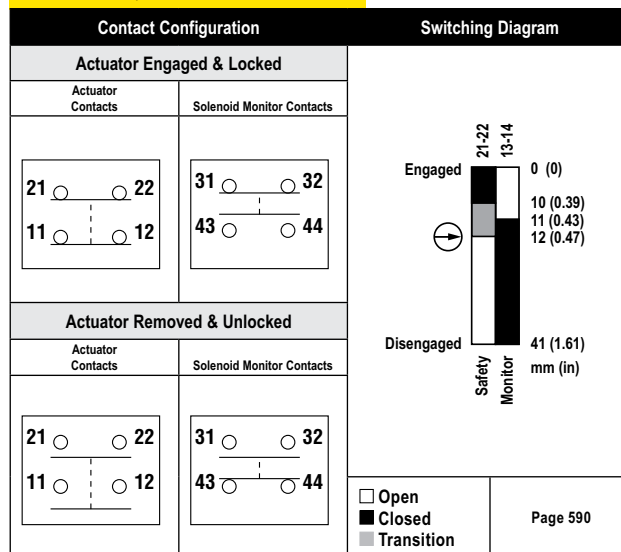 Contact Configuration
Switching Diagram
Actuator Engaged & Locked
Actuator
Contacts
Solenoid Monitor Contacts
21 22
11 12
31 32
43 44
Actuator Removed & Unlocked
Actuator
Contacts
Solenoid Monitor Contacts
21 22
11 12
31 32
43 44
21-22
13-14
Engaged
0 (0)
10 (0.39)
11 (0.43)
12 (0.47)
Disengaged
41 (1.61)
mm (in)
Safety
Monitor
Open
Closed
Transition
Page 590